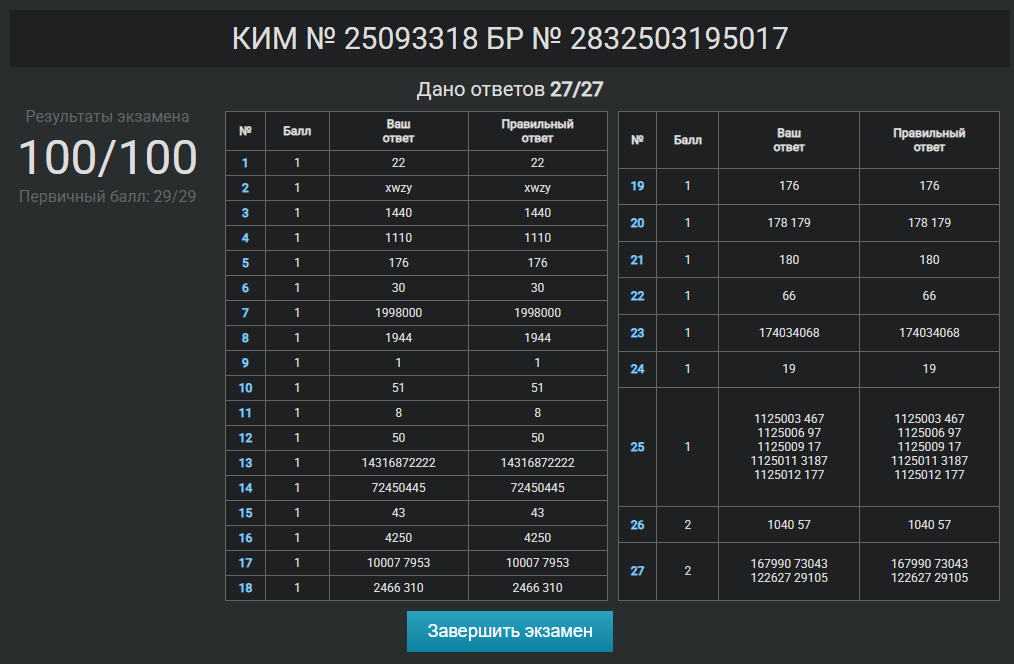 КИМ № 25093318 БР № 2832503195017
Дано ответов 27/27
Результаты экзамена
100/100
Первичный балл: 29/29
№ Балл Ваш ответ Правильный ответ
1 1 22 22
2 1 xwzy xwzy
3 1 1440 1440
4 1 1110 1110
5 1 176 176
6 1 30 30
7 1 1998000 1998000
8 1 1944 1944
9 1 1 1
10 1 51 51
11 1 8 8
12 1 50 50
13 1 14316872222 14316872222
14 1 72450445 72450445
15 1 43 43
16 1 4250 4250
17 1 10007 7953 10007 7953
18 1 2466 310 2466 310
№ Балл Ваш ответ Правильный ответ
19 1 176 176
20 1 178 179 178 179
21 1 180 180
22 1 66 66
23 1 174034068 174034068
24 1 19 19
1125003 467 1125003 467
1125006 97 1125006 97
25 1 1125009 17 1125009 17
1125011 3187 1125011 3187
1125012 177 1125012 177
26 2 1040 57 1040 57
27 2 167990 73043 167990 73043
122627 29105 122627 29105
Завершить экзамен